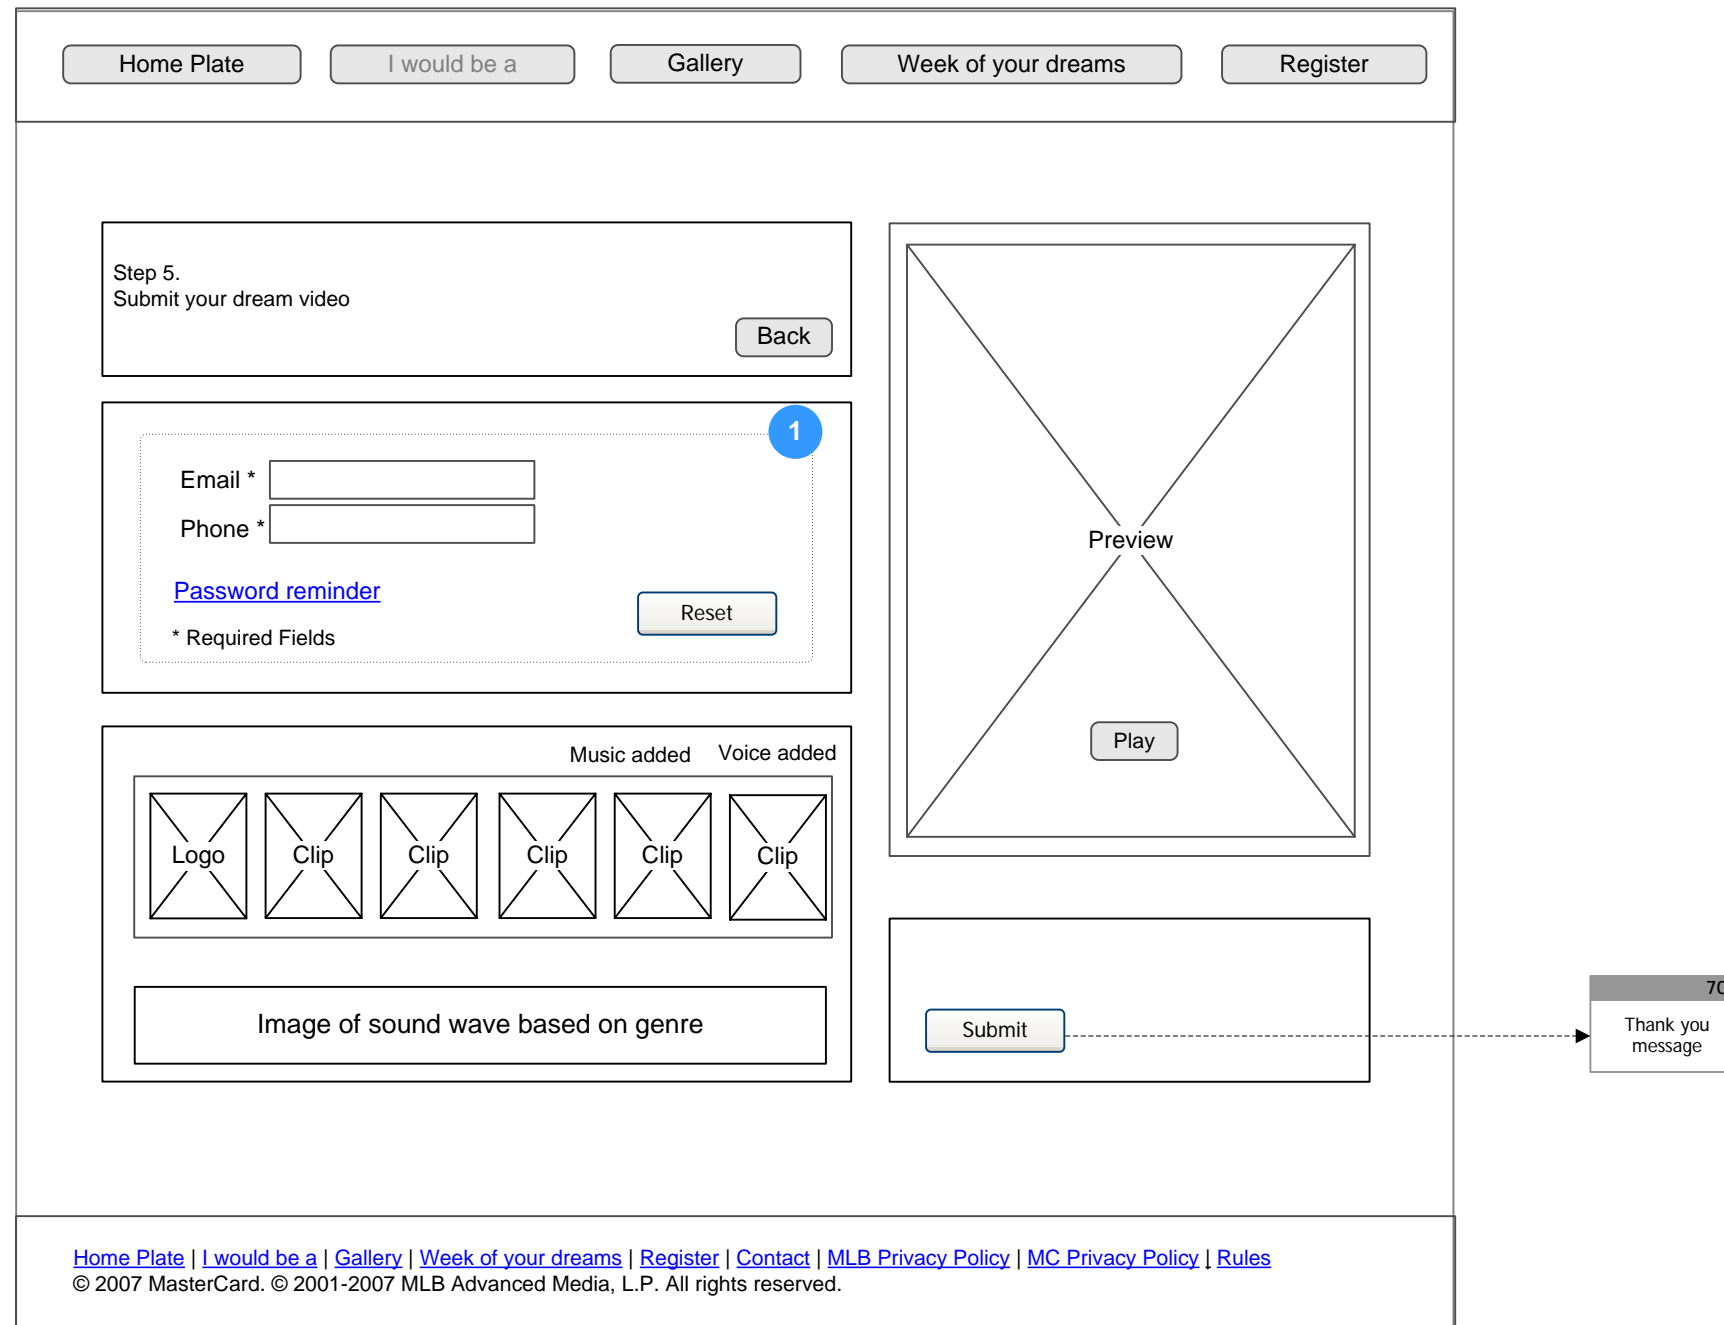 Home Plate
I would be a
Gallery
Week of your dreams
Register
Step 5.
Submit your dream video
Back
1
Email *
Phone *
Password reminder
Reset
* Required Fields
Preview
Play
Music added
Voice added
Logo
Clip
Clip
Clip
Clip
Clip
Image of sound wave based on genre
Submit
70
Thank you
message
Home Plate | I would be a | Gallery | Week of your dreams | Register | Contact | MLB Privacy Policy | MC Privacy Policy | Rules
© 2007 MasterCard. © 2001-2007 MLB Advanced Media, L.P. All rights reserved.